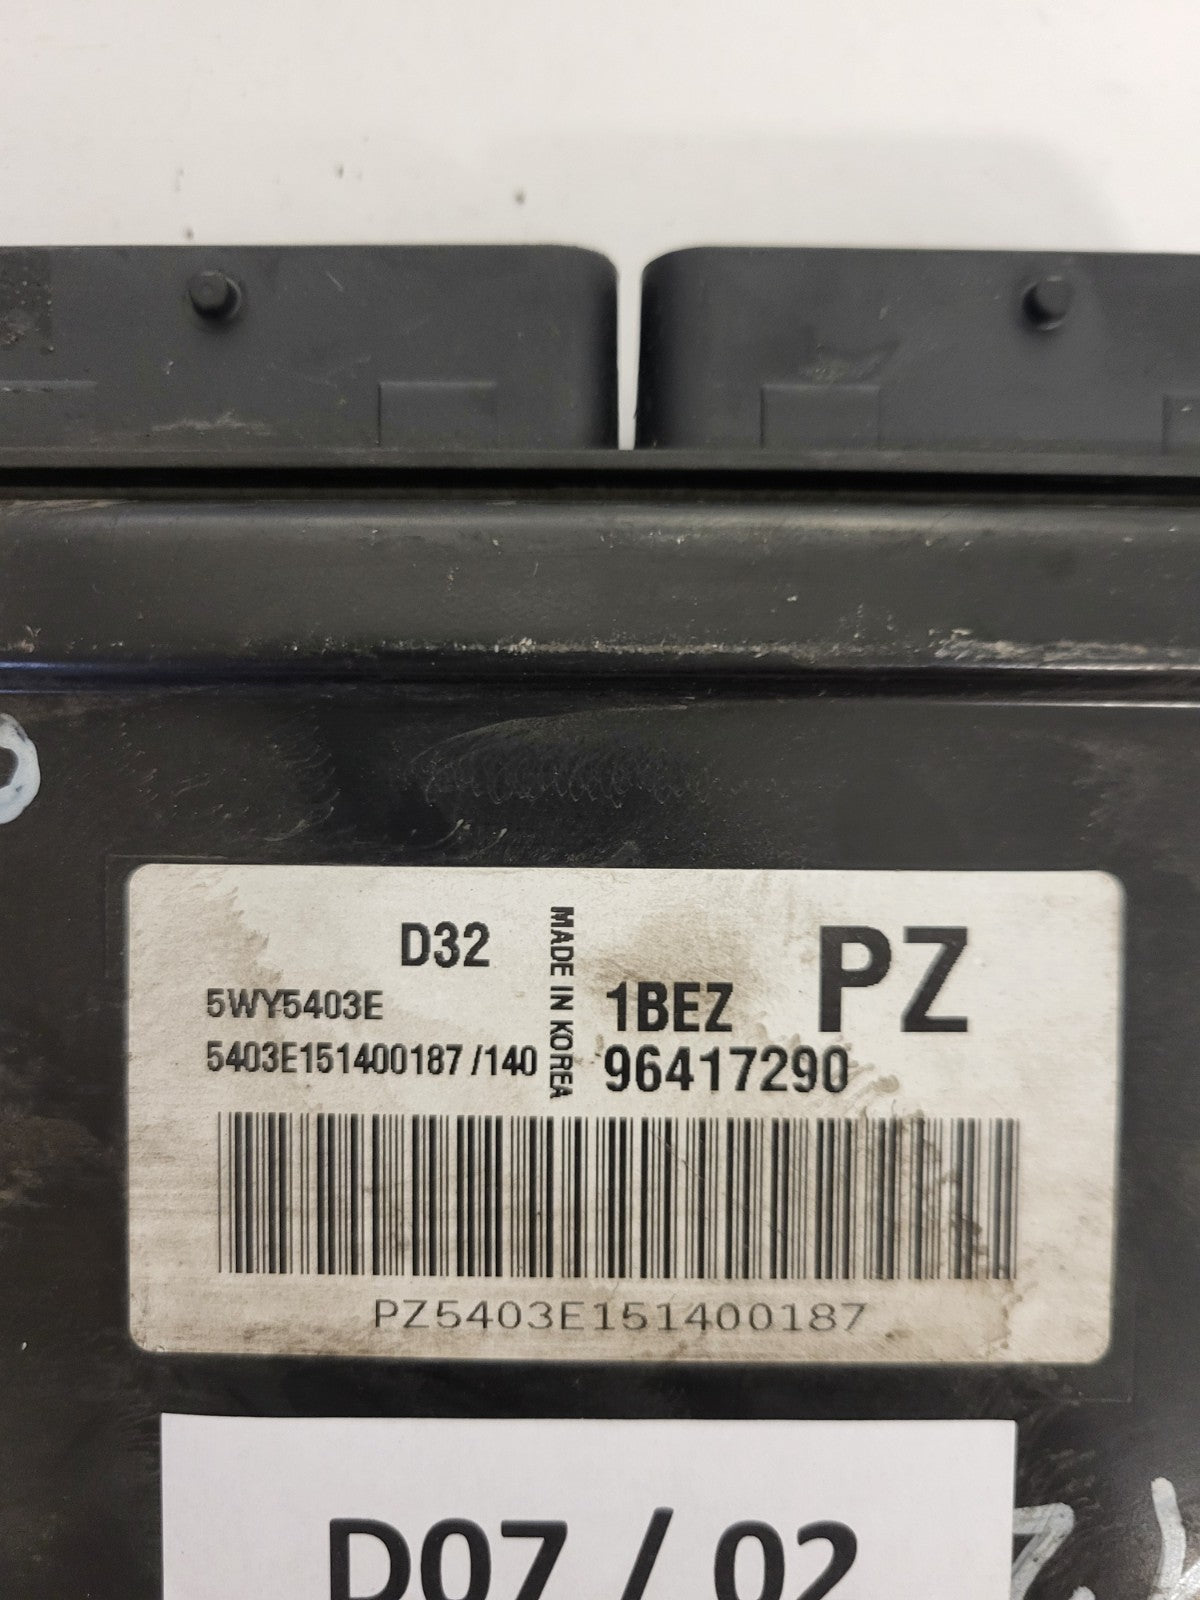 D32
5WY5403E
5403E151400187 /140
MADE IN KOREA
1BEZ
PZ
96417290
PZ5403E151400187
D07 / 02